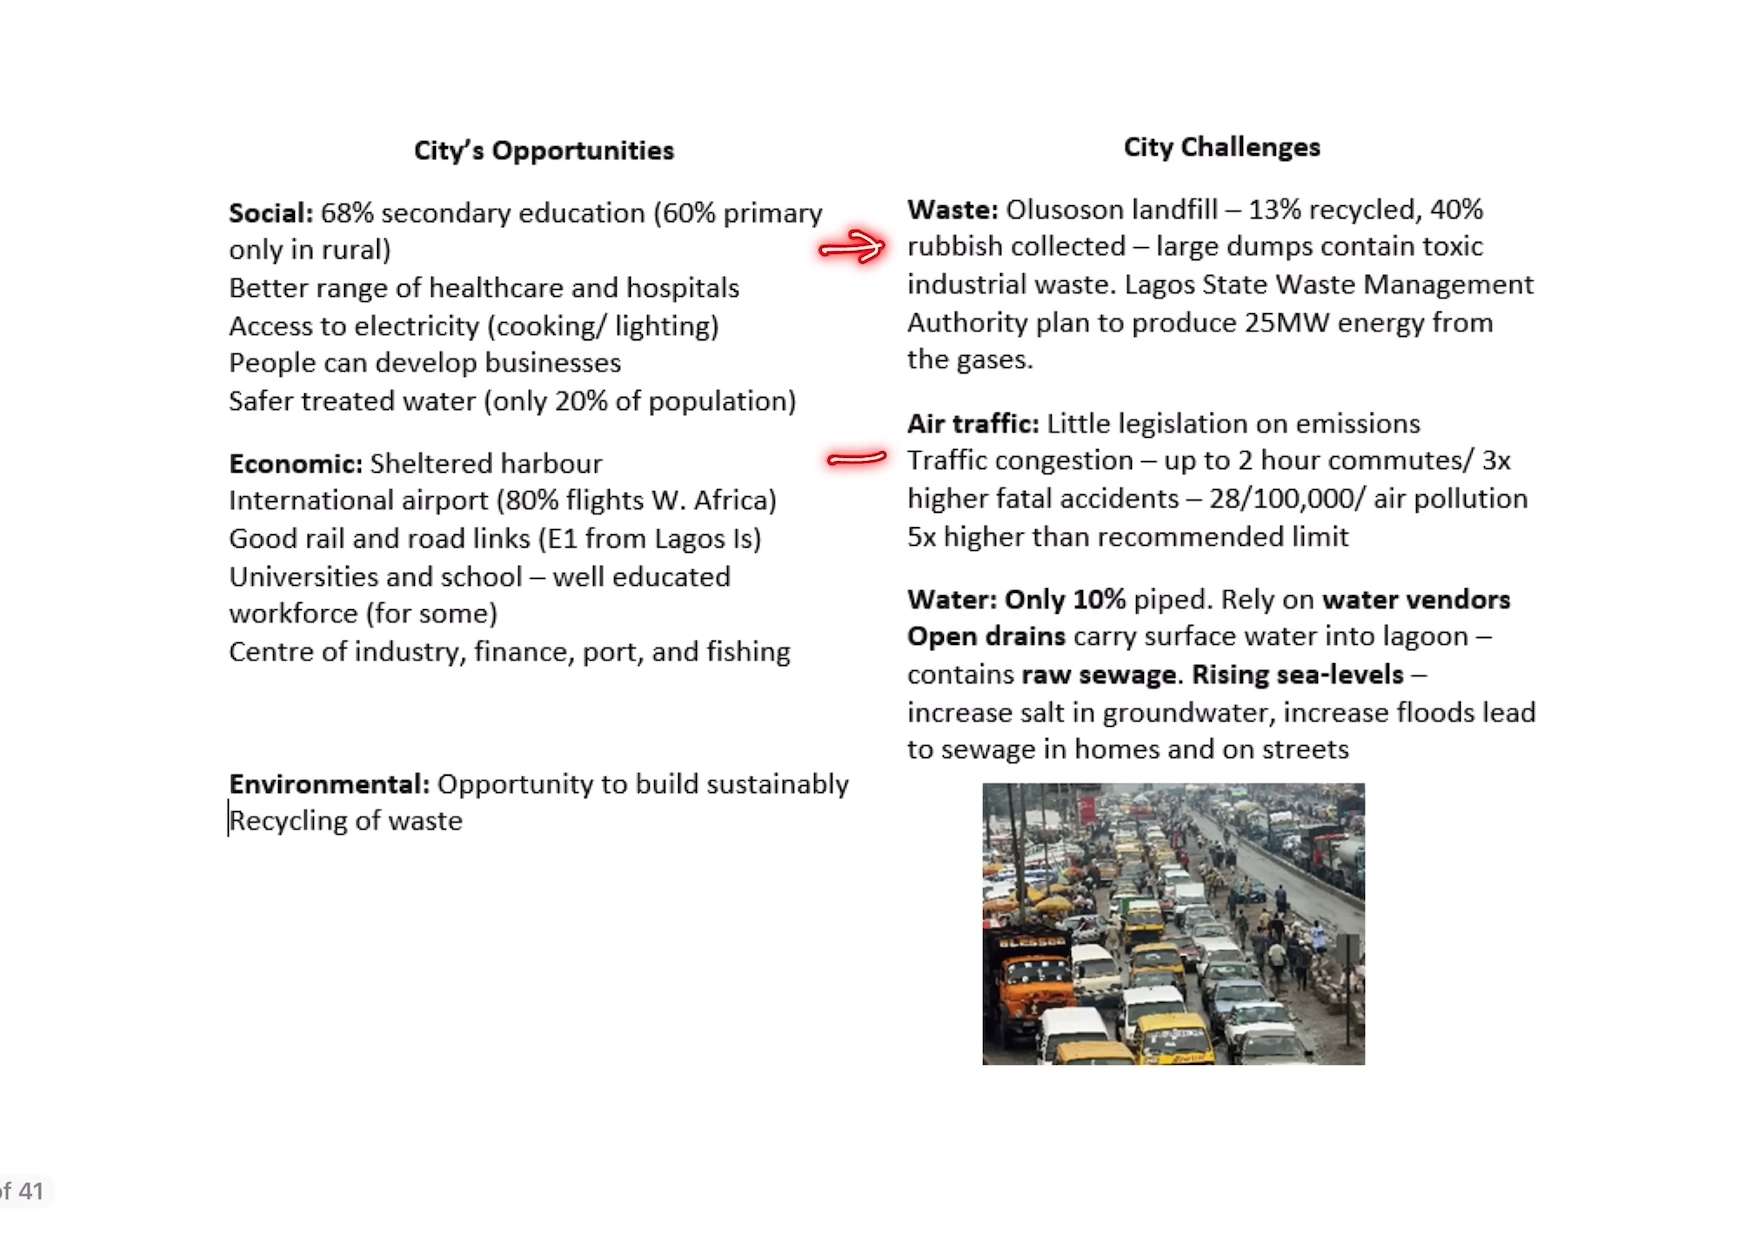 City's Opportunities
Social: 68% secondary education (60% primary
only in rural)
Better range of healthcare and hospitals
Access to electricity (cooking/ lighting)
People can develop businesses
Safer treated water (only 20% of population)
Economic: Sheltered harbour
International airport (80% flights W. Africa)
Good rail and road links (E1 from Lagos Is)
Universities and school – well educated
workforce (for some)
Centre of industry, finance, port, and fishing
Environmental: Opportunity to build sustainably
Recycling of waste
City Challenges
Waste: Olusoson landfill – 13% recycled, 40%
rubbish collected – large dumps contain toxic
industrial waste. Lagos State Waste Management
Authority plan to produce 25MW energy from
the gases.
Air traffic: Little legislation on emissions
Traffic congestion – up to 2 hour commutes/ 3x
higher fatal accidents – 28/100,000/ air pollution
5x higher than recommended limit
Water: Only 10% piped. Rely on water vendors
Open drains carry surface water into lagoon –
contains raw sewage. Rising sea-levels –
increase salt in groundwater, increase floods lead
to sewage in homes and on streets
of 41